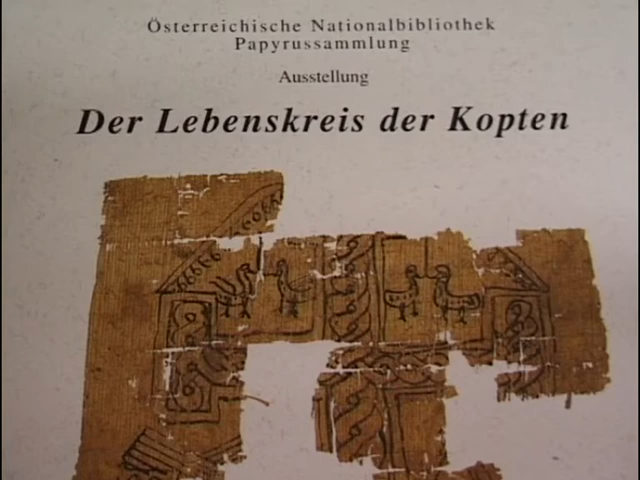 Österreichische Nationalbibliothek
Papyrussammlung
Ausstellung
Der Lebenskreis der Kopten